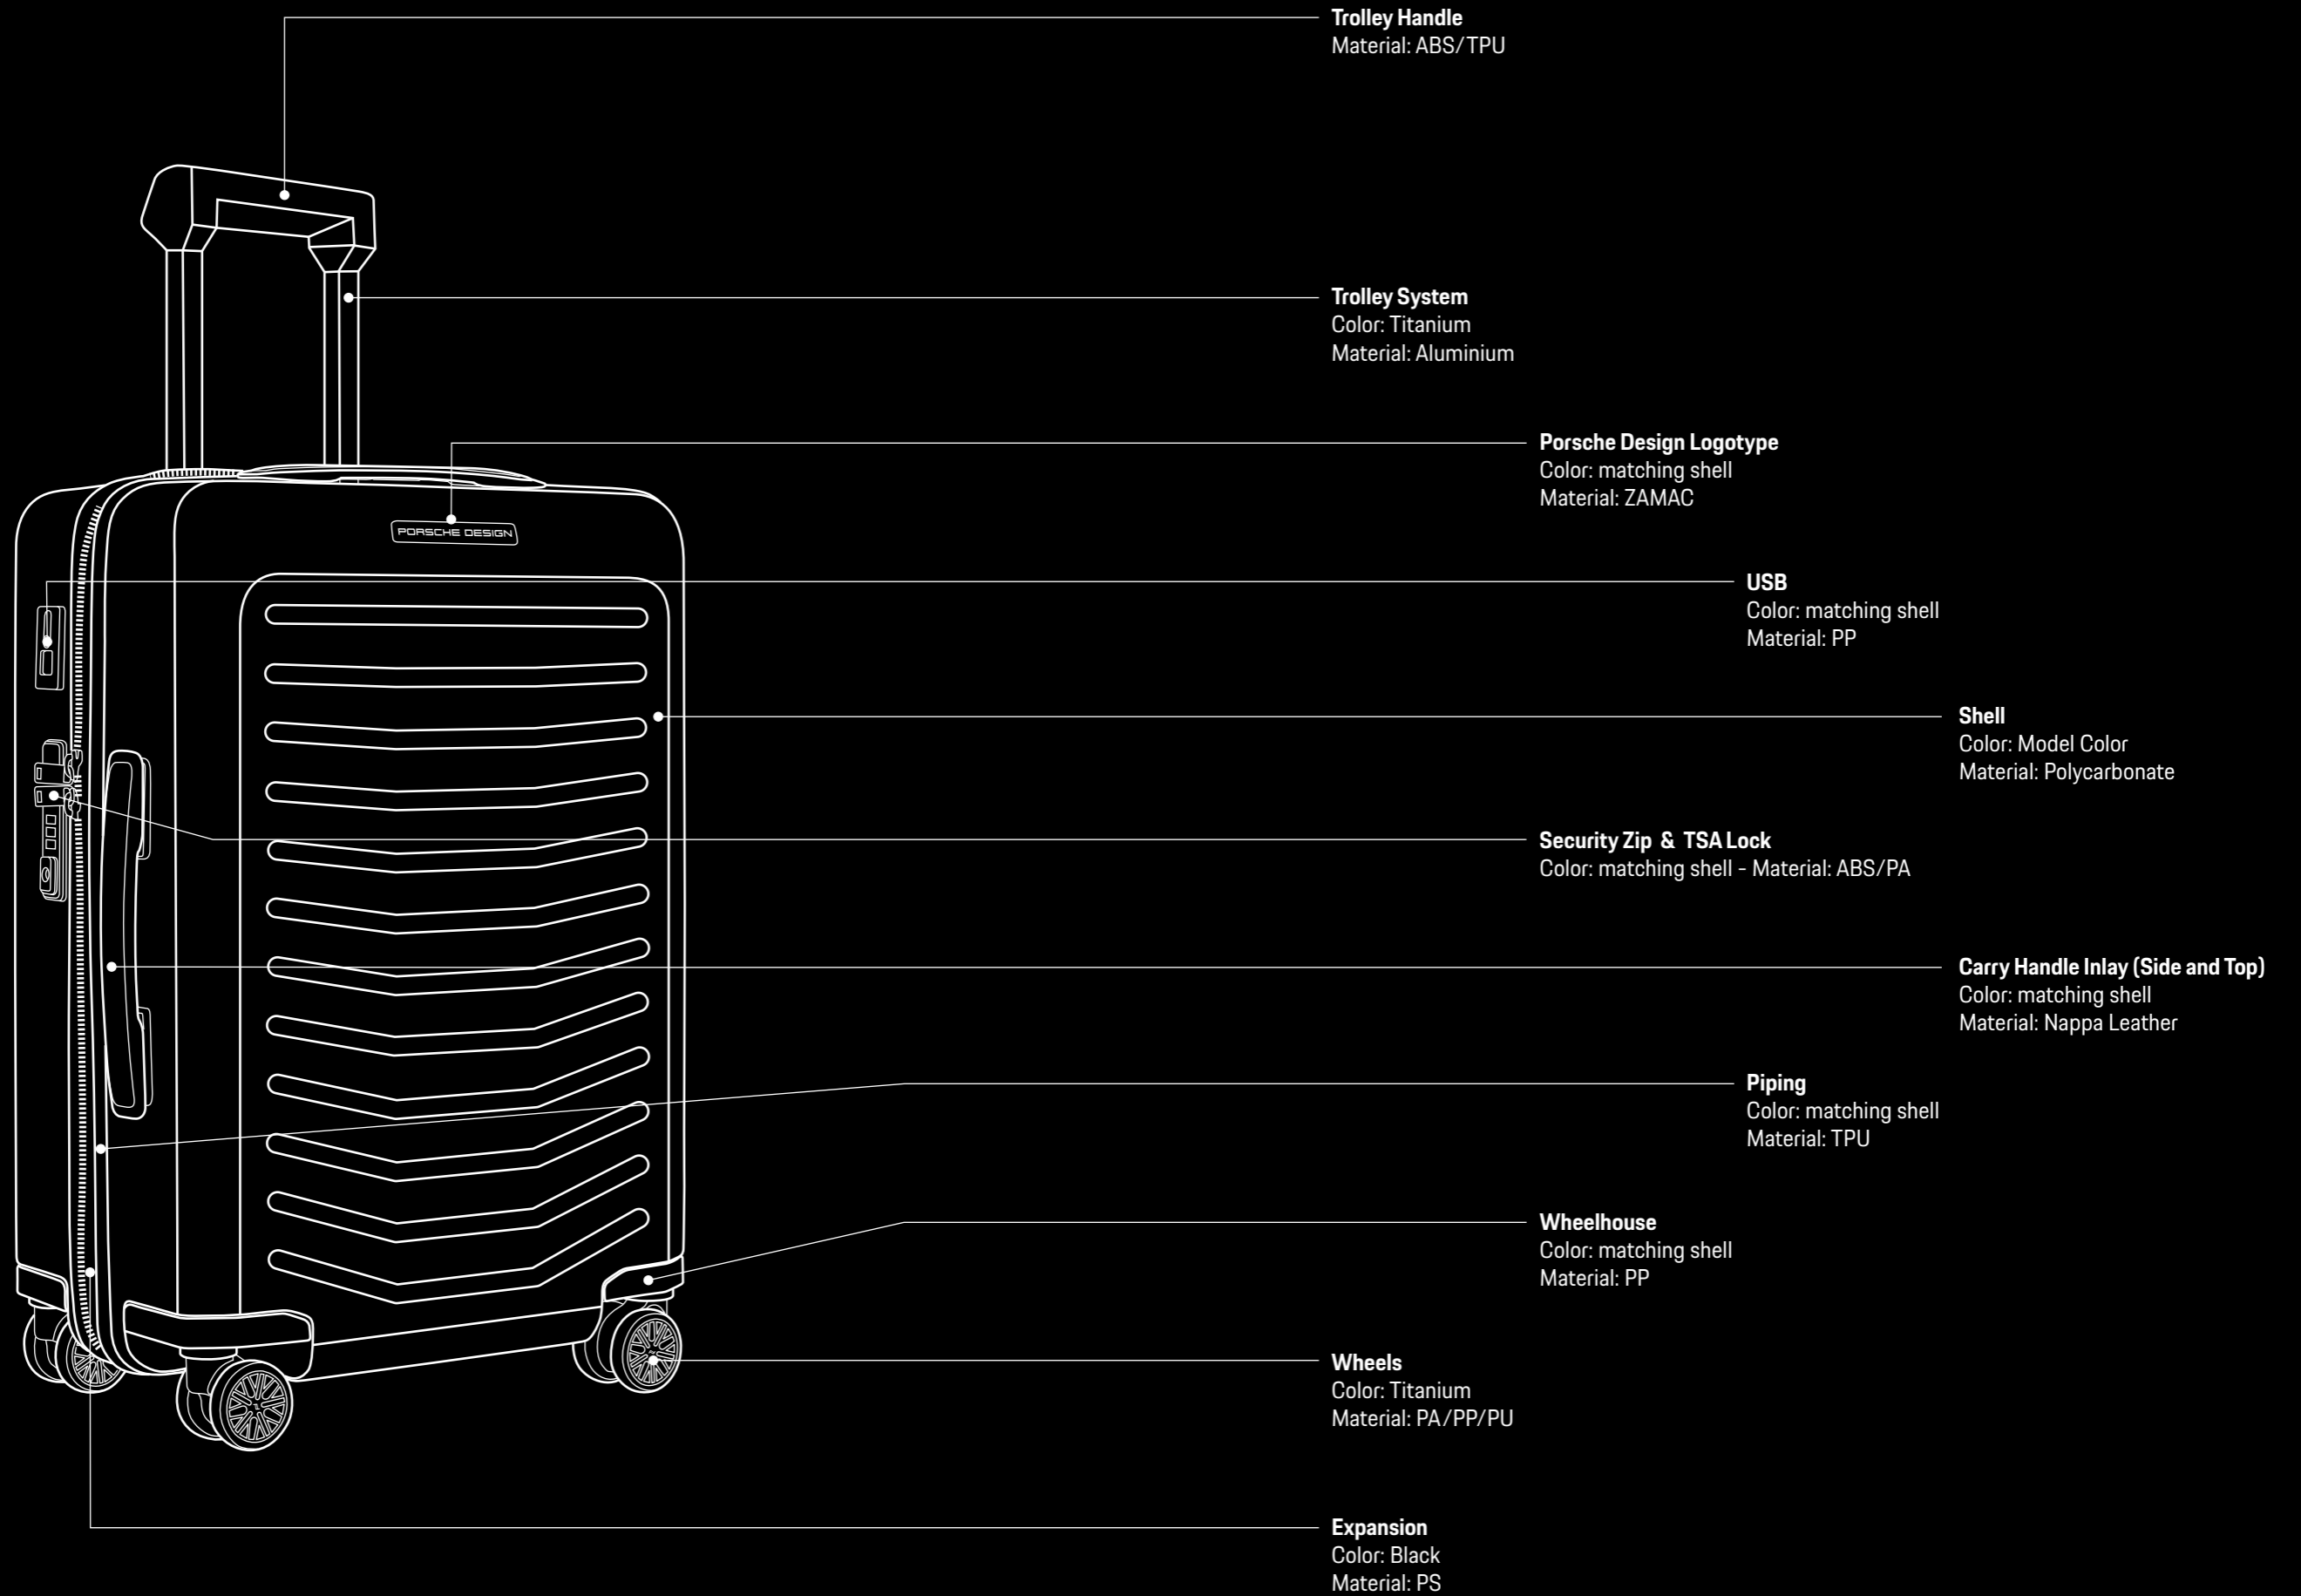 Trolley Handle
Material: ABS/TPU
Trolley System
Color: Titanium
Material: Aluminium
Porsche Design Logotype
Color: matching shell
Material: ZAMAC
PORSCHE DESIGN
USB
Color: matching shell
Material: PP
Shell
Color: Model Color
Material: Polycarbonate
Security Zip & TSA Lock
Color: matching shell - Material: ABS/PA
Carry Handle Inlay (Side and Top)
Color: matching shell
Material: Nappa Leather
Piping
Color: matching shell
Material: TPU
Wheelhouse
Color: matching shell
Material: PP
Wheels
Color: Titanium
Material: PA/PP/PU
Expansion
Color: Black
Material: PS